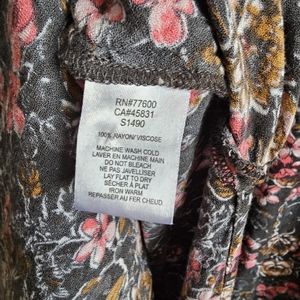 RN#77600
CA#45831
S1490
100% RAYON/VISCOSE
MACHINE WASH COLD
LAVER EN MACHINE MAIN
DO NOT BLEACH
NE PAS JAVELLISER
LAY FLAT TO DRY
SÉCHER À PLAT
IRON WARM
REPASSER AU FER CHEUD.